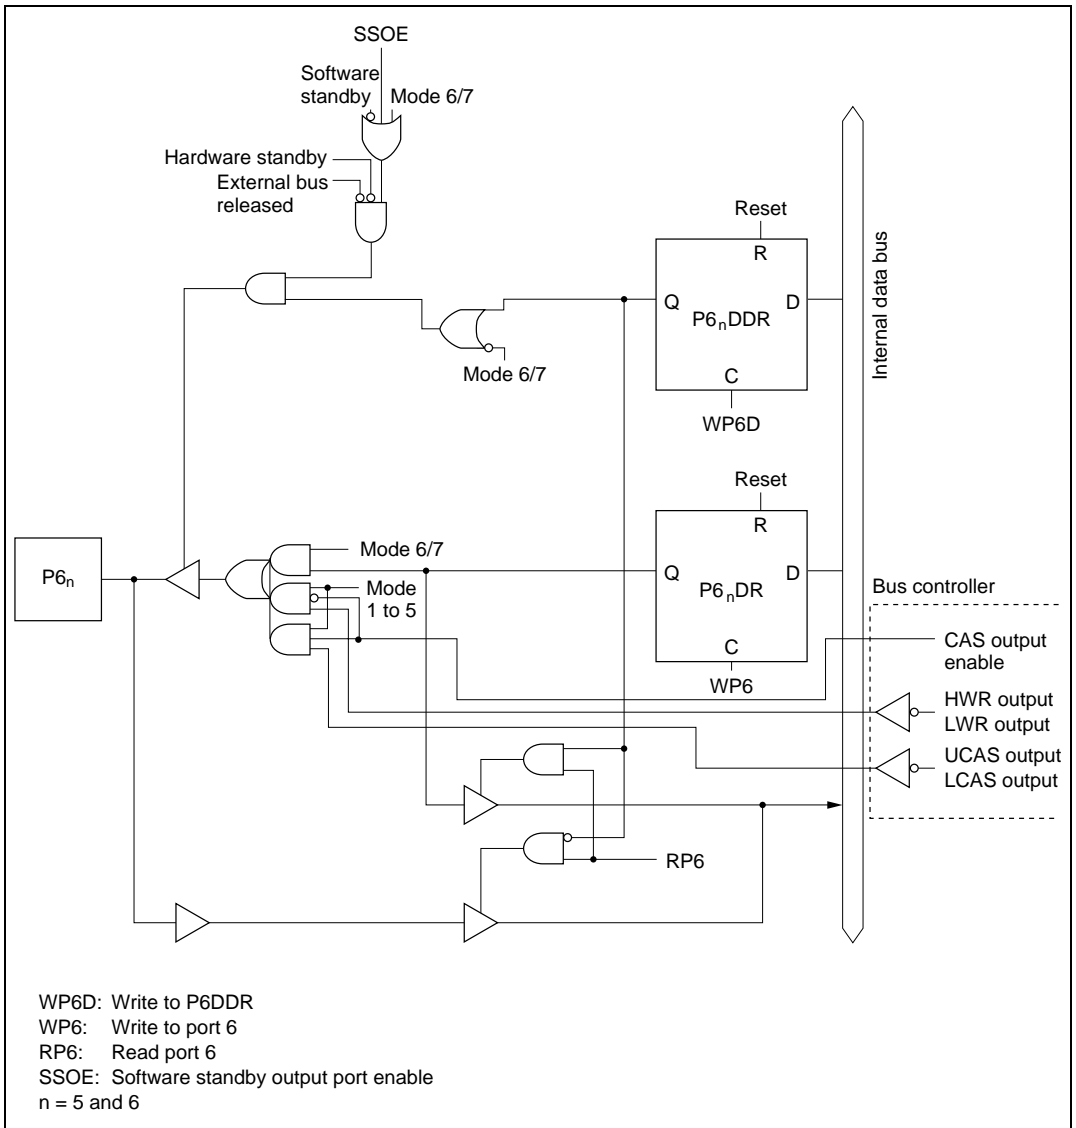 SSOE
Software
standby
Mode 6/7
Hardware standby
External bus
released
Reset
R
Q
P6nDDR
D
C
WP6D
Internal data bus
Mode 6/7
Reset
R
Q
P6nDR
D
C
WP6
P6n
Mode 6/7
Mode
1 to 5
Bus controller
CAS output
enable
HWR output
LWR output
UCAS output
LCAS output
RP6
WP6D: Write to P6DDR
WP6: Write to port 6
RP6: Read port 6
SSOE: Software standby output port enable
n = 5 and 6